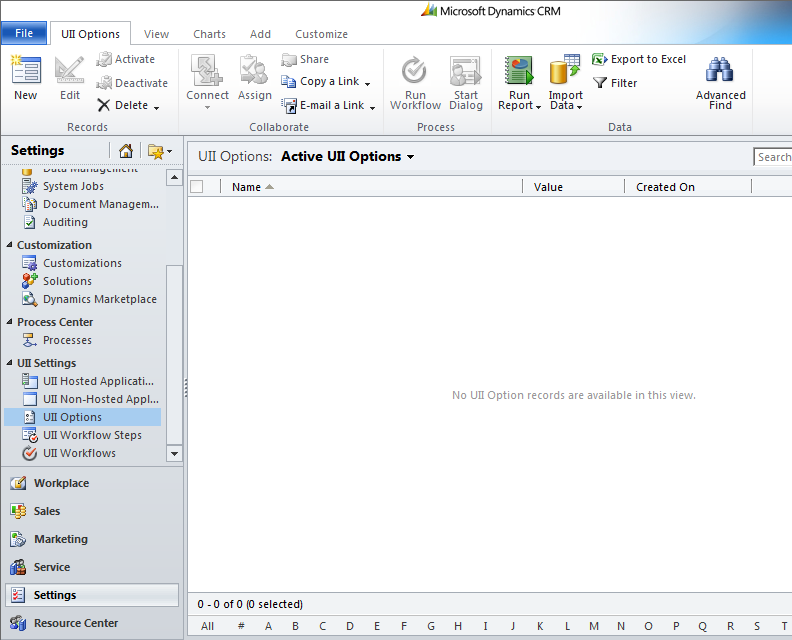 Microsoft Dynamics CRM
File
UII Options
View
Charts
Add
Customize
New
Edit
Activate
Deactivate
Delete
Records
Connect
Assign
Share
Copy a Link
E-mail a Link
Collaborate
Run
Workflow
Start
Dialog
Process
Run
Report
Import
Data
Export to Excel
Filter
Advanced
Find
Data
Settings
Data Management
System Jobs
Document Managem...
Auditing
Customization
Customizations
Solutions
Dynamics Marketplace
Process Center
Processes
UII Settings
UII Hosted Applicati...
UII Non-Hosted Appl...
UII Options
UII Workflow Steps
UII Workflows
Workplace
Sales
Marketing
Service
Settings
Resource Center
UII Options: Active UII Options
Search
Name Value Created On
No UII Option records are available in this view.
0 - 0 of 0 (0 selected)
All # A B C D E F G H I J K L M N O P Q R S T